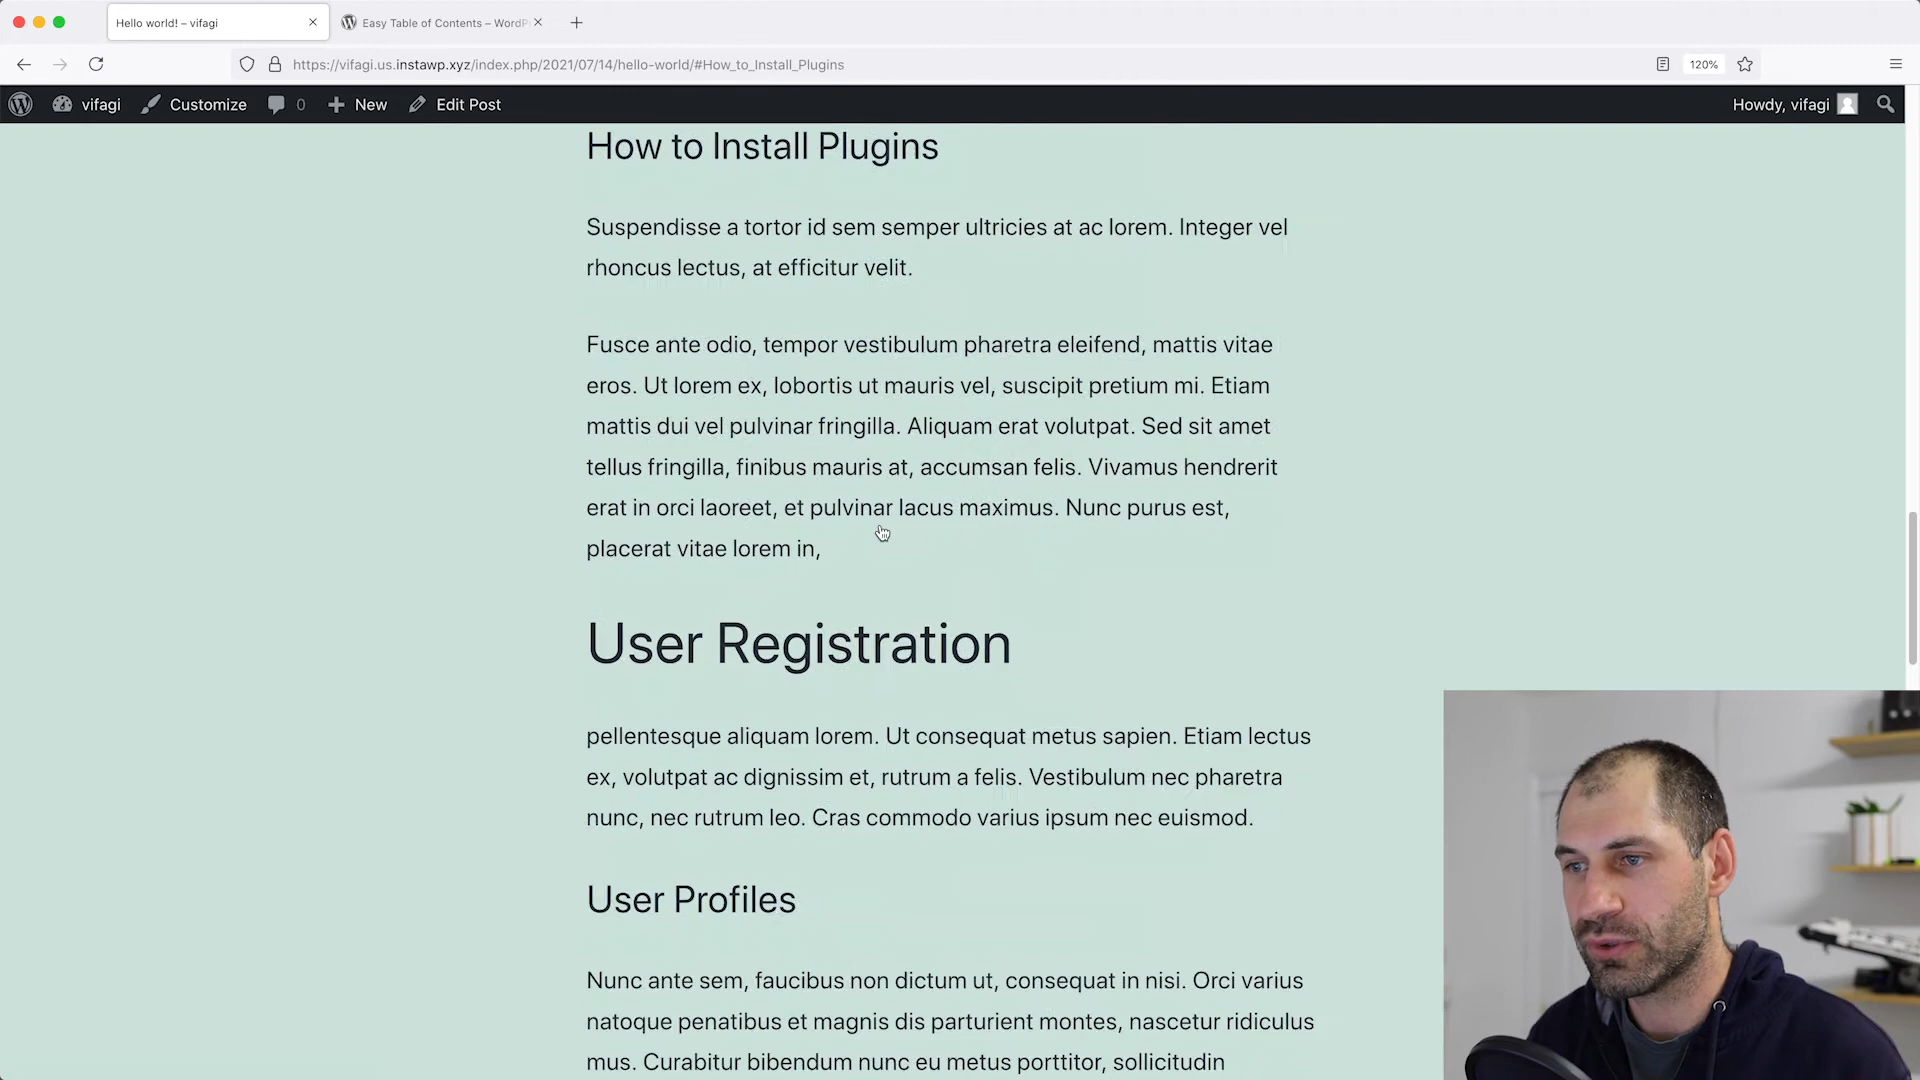 Hello world! – vifagi
Easy Table of Contents – WordP
https://vifagi.us.instawp.xyz/index.php/2021/07/14/hello-world/#How_to_Install_Plugins
120%
vifagi
Customize
0
New
Edit Post
Howdy, vifagi
How to Install Plugins
Suspendisse a tortor id sem semper ultricies at ac lorem. Integer vel
rhoncus lectus, at efficitur velit.
Fusce ante odio, tempor vestibulum pharetra eleifend, mattis vitae
eros. Ut lorem ex, lobortis ut mauris vel, suscipit pretium mi. Etiam
mattis dui vel pulvinar fringilla. Aliquam erat volutpat. Sed sit amet
tellus fringilla, finibus mauris at, accumsan felis. Vivamus hendrerit
erat in orci laoreet, et pulvinar lacus maximus. Nunc purus est,
placerat vitae lorem in,
User Registration
pellentesque aliquam lorem. Ut consequat metus sapien. Etiam lectus
ex, volutpat ac dignissim et, rutrum a felis. Vestibulum nec pharetra
nunc, nec rutrum leo. Cras commodo varius ipsum nec euismod.
User Profiles
Nunc ante sem, faucibus non dictum ut, consequat in nisi. Orci varius
natoque penatibus et magnis dis parturient montes, nascetur ridiculus
mus. Curabitur bibendum nunc eu metus porttitor, sollicitudin